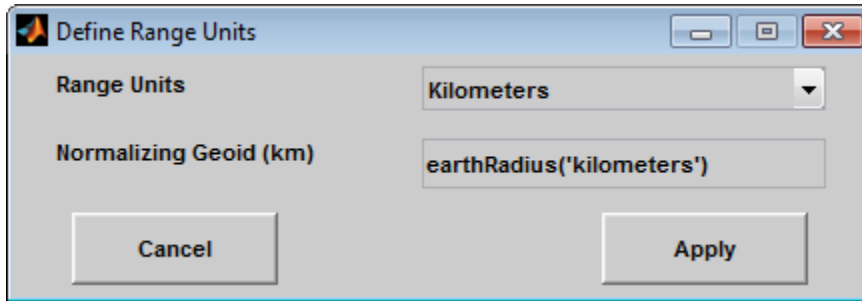 Define Range Units
Range Units Kilometers
Normalizing Geoid (km) earthRadius('kilometers')
Cancel Apply